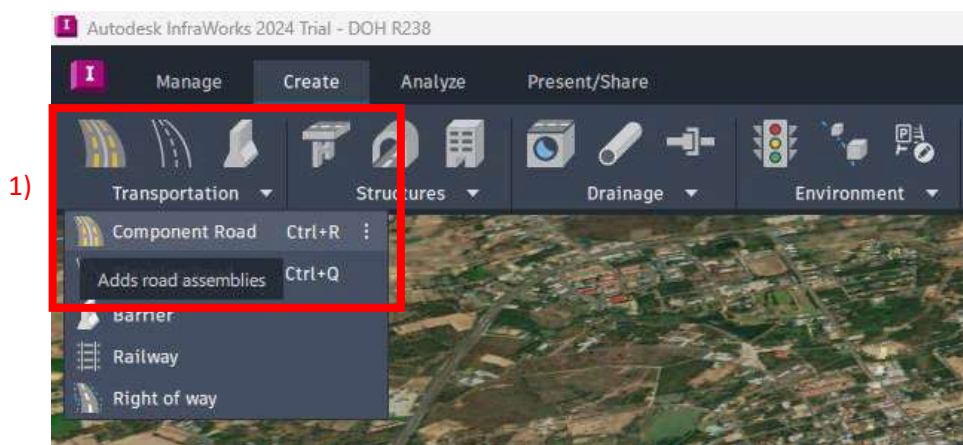 Autodesk InfraWorks 2024 Trial - DOH R238
I
Manage Create Analyze Present/Share
1)
Transportation Structures Drainage Environment
Component Road Ctrl+R
Adds road assemblies Ctrl+Q
Barrier
Railway
Right of way